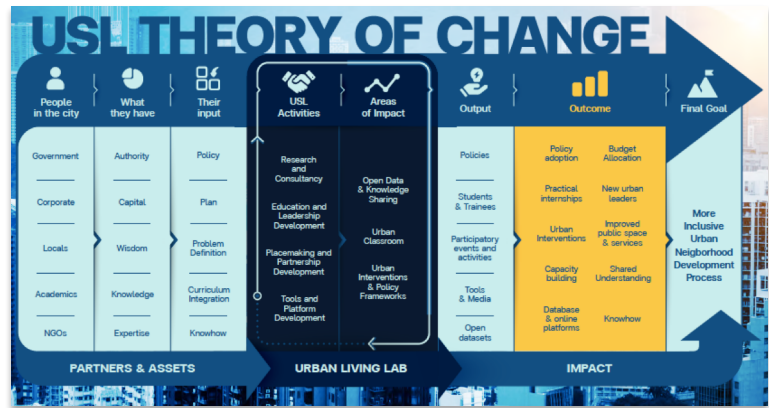 USL THEORY OF CHANGE
People
in the city
What
they have
Their
input
USL
Activities
Areas
of Impact
Output
Outcome
Final Goal
Government
Corporate
Locals
Academics
NGOs
Authority
Capital
Wisdom
Knowledge
Expertise
Policy
Plan
Problem
Definition
Curriculum
Integration
Knowhow
Research
and
Consultancy
Education and
Leadership
Development
Placemaking and
Partnership
Development
Tools and
Platform
Development
Open Data
& Knowledge
Sharing
Urban
Classroom
Urban
Interventions
& Policy
Frameworks
Policies
Students
& Trainees
Participatory
events and
activities
Tools
& Media
Open
datasets
Policy
adoption
Practical
internships
Urban
Interventions
Capacity
building
Database
& online
platforms
Budget
Allocation
New urban
leaders
Improved
public space
& services
Shared
Understanding
Knowhow
More
Inclusive
Urban
Neigborhood
Development
Process
PARTNERS & ASSETS
URBAN LIVING LAB
IMPACT